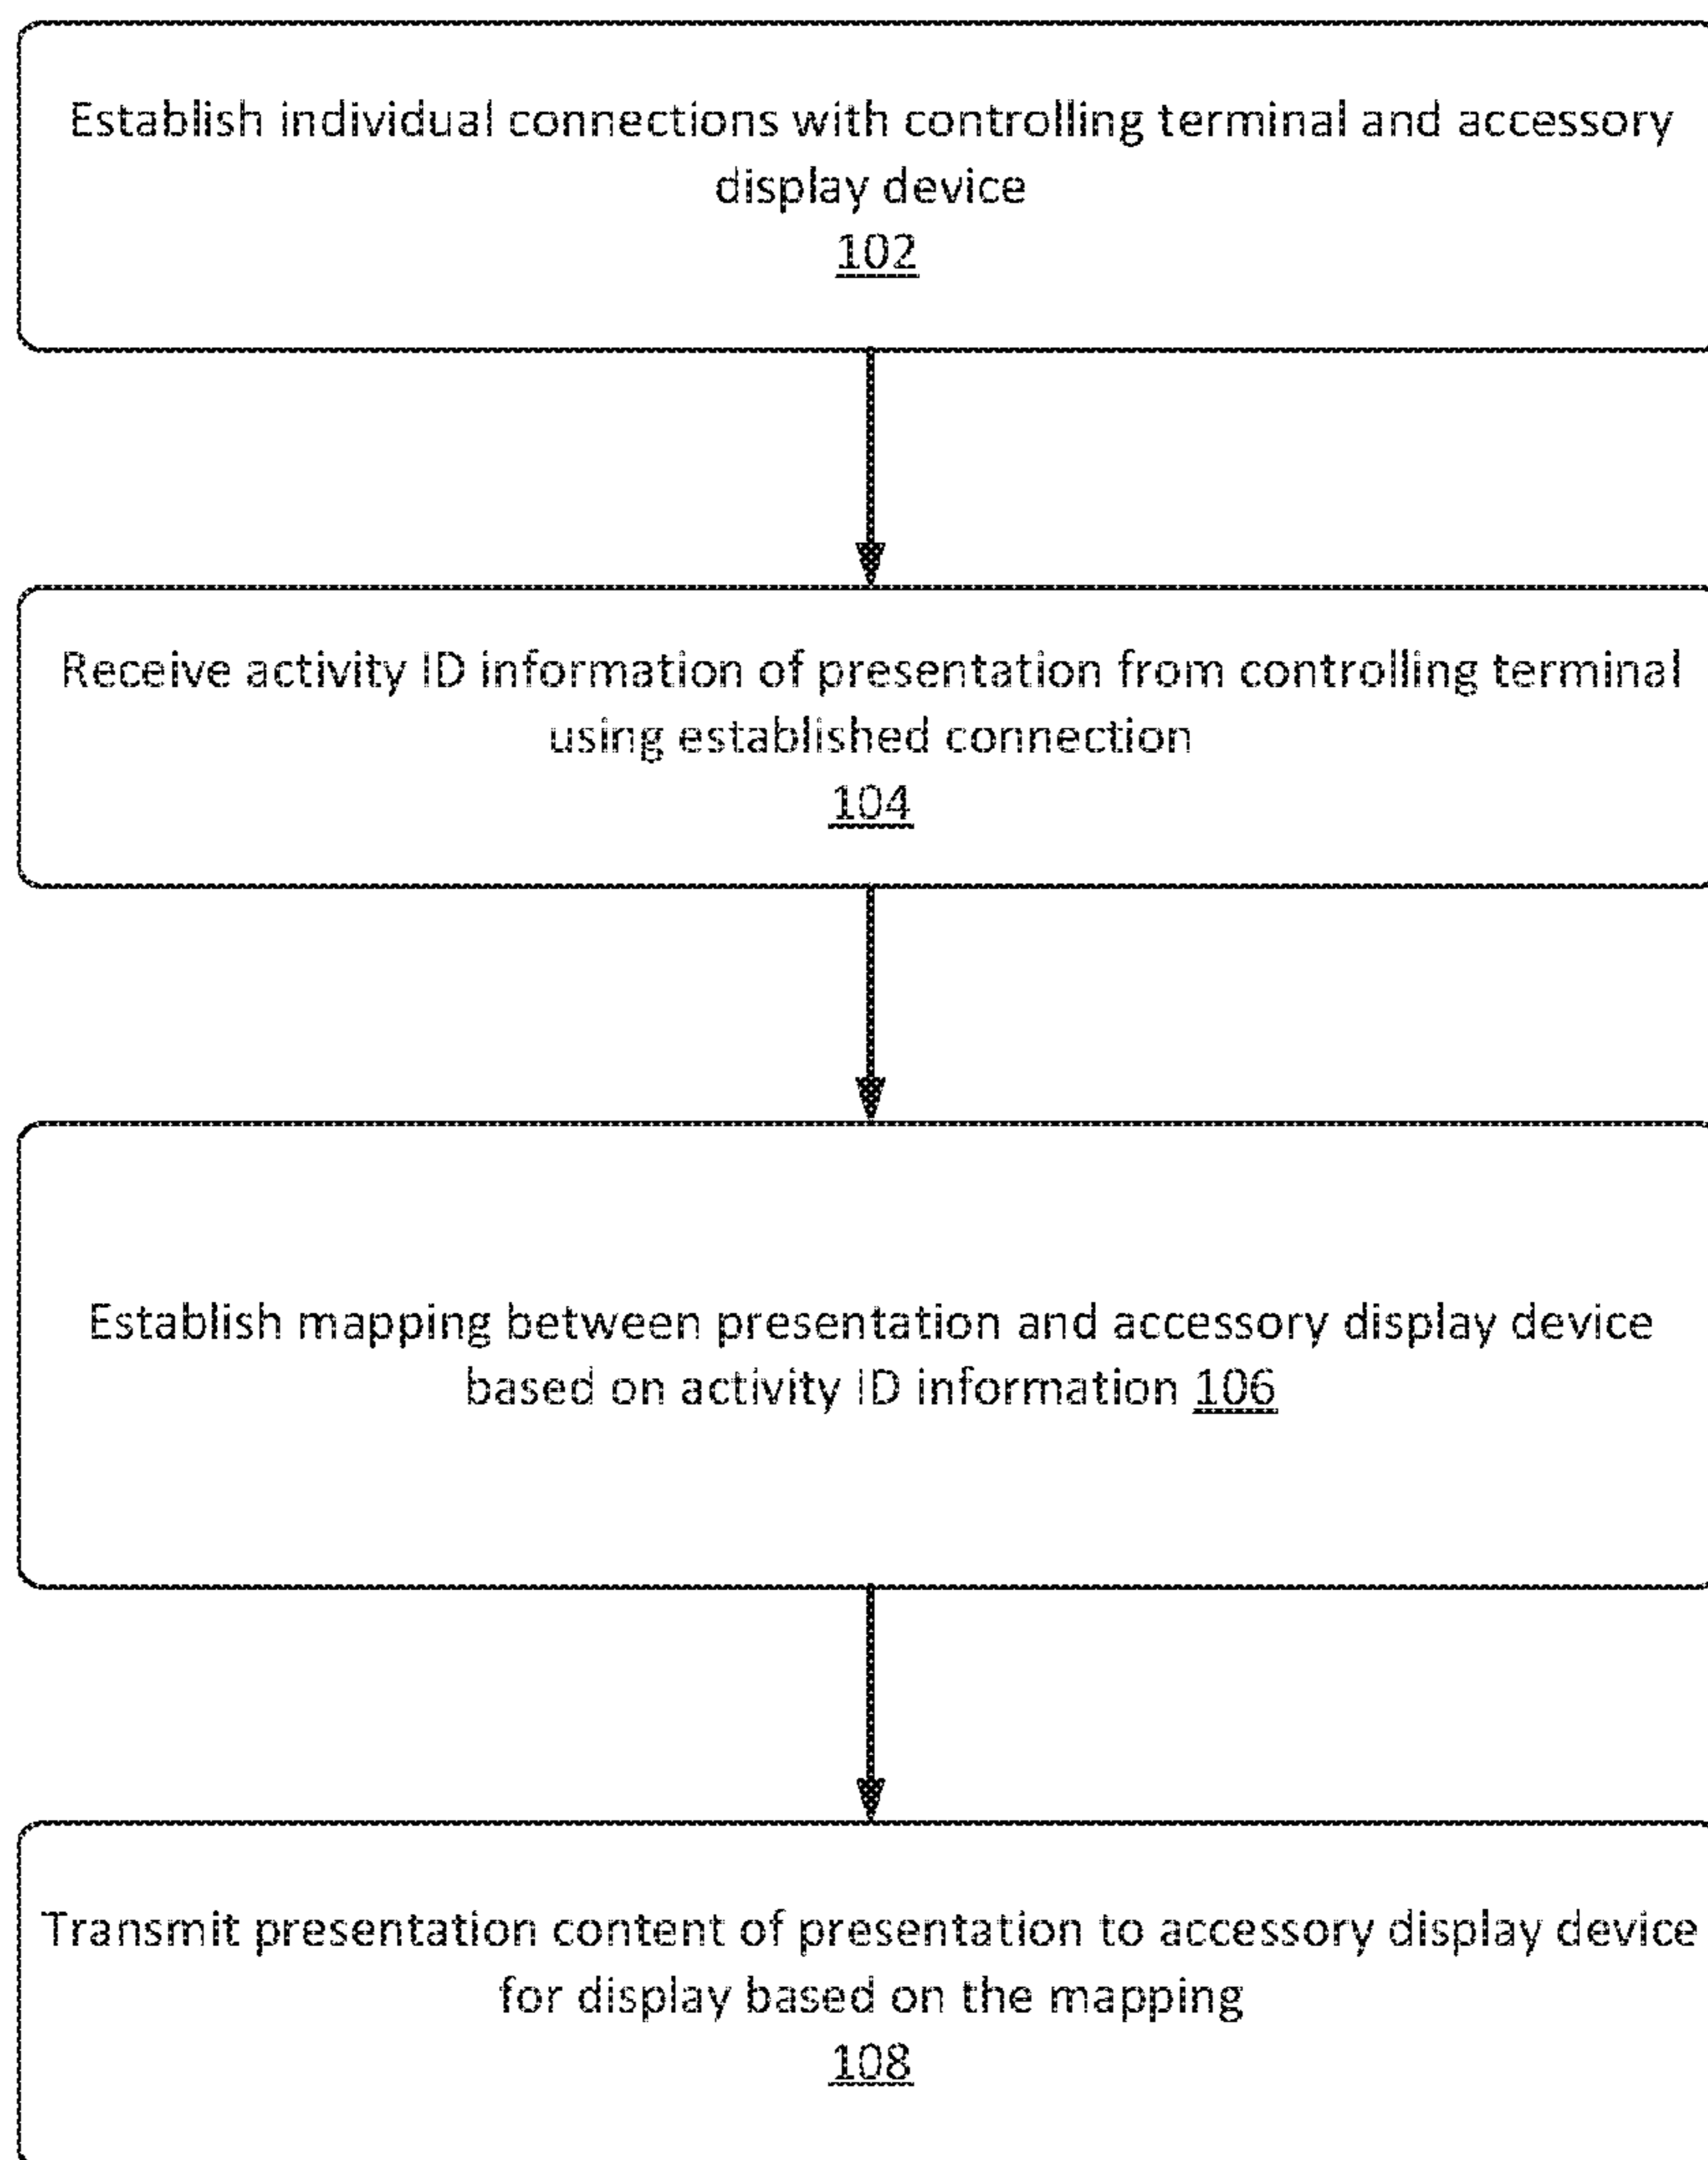 Establish individual connections with controlling terminal and accessory
display device
102
Receive activity ID information of presentation from controlling terminal
using established connection
104
Establish mapping between presentation and accessory display device
based on activity ID information 106
Transmit presentation content of presentation to accessory display device
for display based on the mapping
108